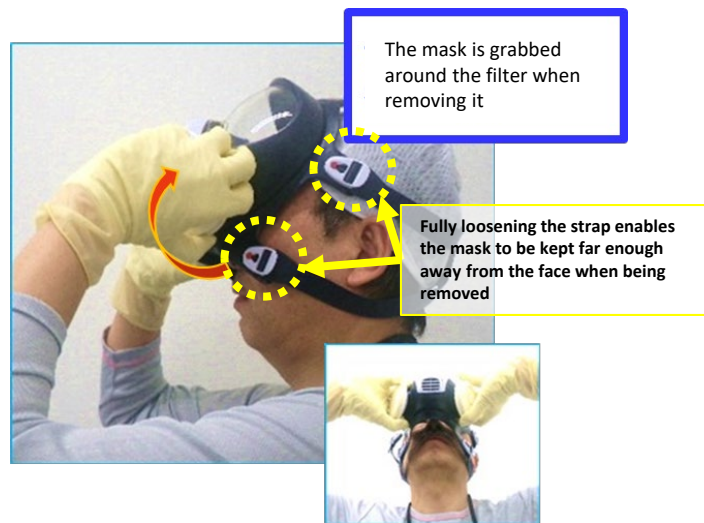 The mask is grabbed
around the filter when
removing it
Fully loosening the strap enables
the mask to be kept far enough
away from the face when being
removed